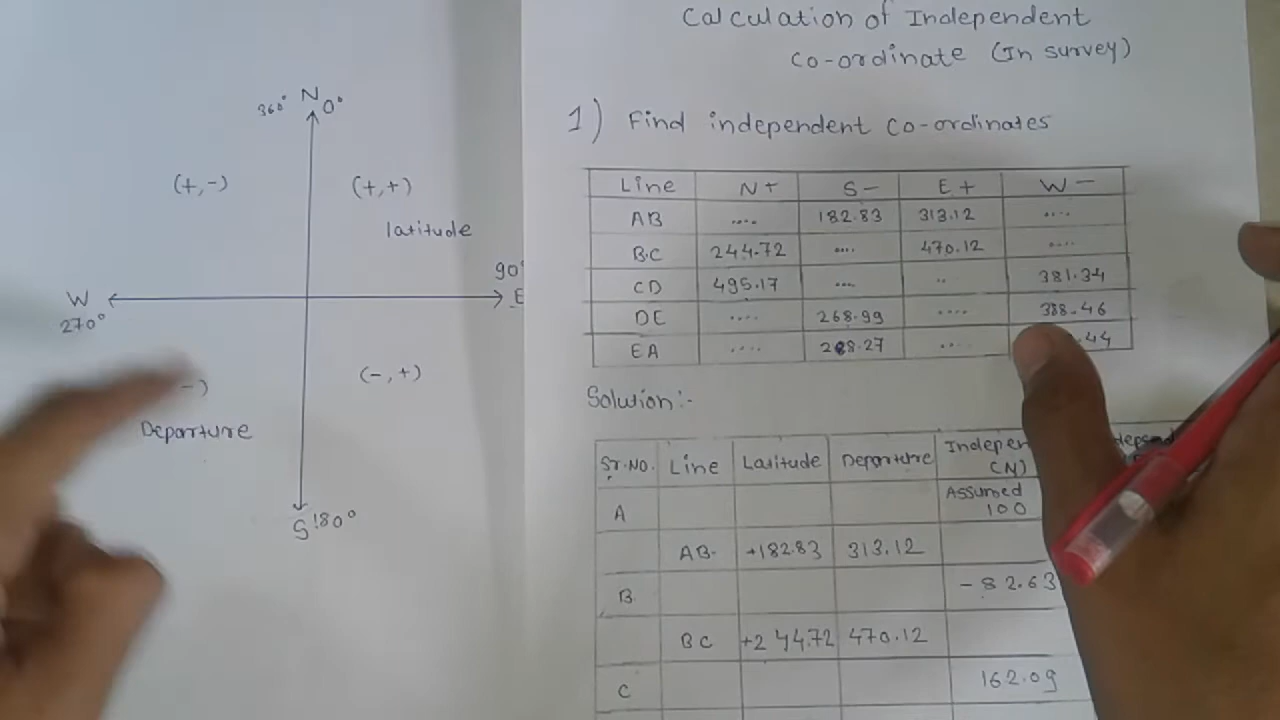 Calculation of Independent
Co-ordinate (In survey)
N
360° 0°
(+,-) (+,+)
latitude
90°
W E
270°
-) (-,+)
Departure
S 180°
1) Find independent co-ordinates
Line N+ S- E+ W-
AB .... 182.83 313.12 ....
BC 244.72 .... 470.12 ....
CD 495.17 .... .. 381.34
DE .... 268.99 .... 388.46
EA .... 288.27 .... .44
Solution:-
Sr.No. Line Latitude Departure Indepen
(N)
A Assumed
100
AB- +182.83 313.12
B -82.63
BC +244.72 470.12
C 162.09